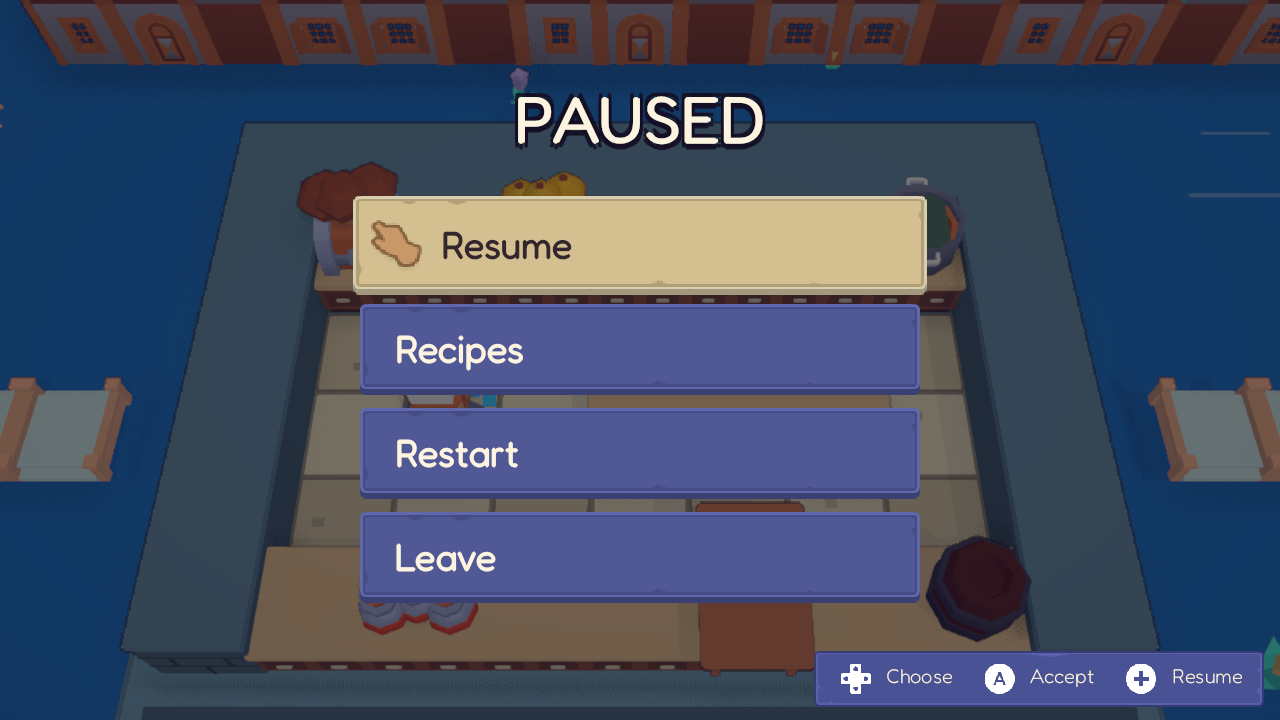 PAUSED
Resume
Recipes
Restart
Leave
Choose A Accept Resume